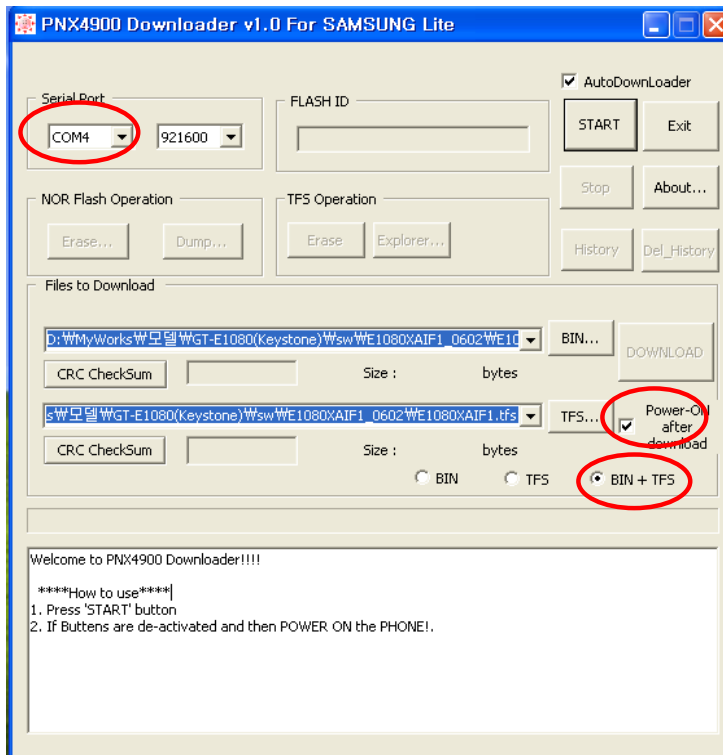 PNX4900 Downloader v1.0 For SAMSUNG Lite
AutoDownLoader
Serial Port
FLASH ID
COM4
921600
START
Exit
Stop
About...
NOR Flash Operation
TFS Operation
Erase...
Dump...
Erase
Explorer...
History
Del_History
Files to Download
D:₩MyWorks₩모델₩GT-E1080(Keystone)₩sw₩E1080XAIF1_0602₩E10
BIN...
DOWNLOAD
CRC CheckSum
Size :
bytes
s₩모델₩GT-E1080(Keystone)₩sw₩E1080XAIF1_0602₩E1080XAIF1.tfs
TFS...
Power-ON
after
download
CRC CheckSum
Size :
bytes
BIN
TFS
BIN + TFS
Welcome to PNX4900 Downloader!!!!
****How to use****
1. Press 'START' button
2. If Buttens are de-activated and then POWER ON the PHONE!.